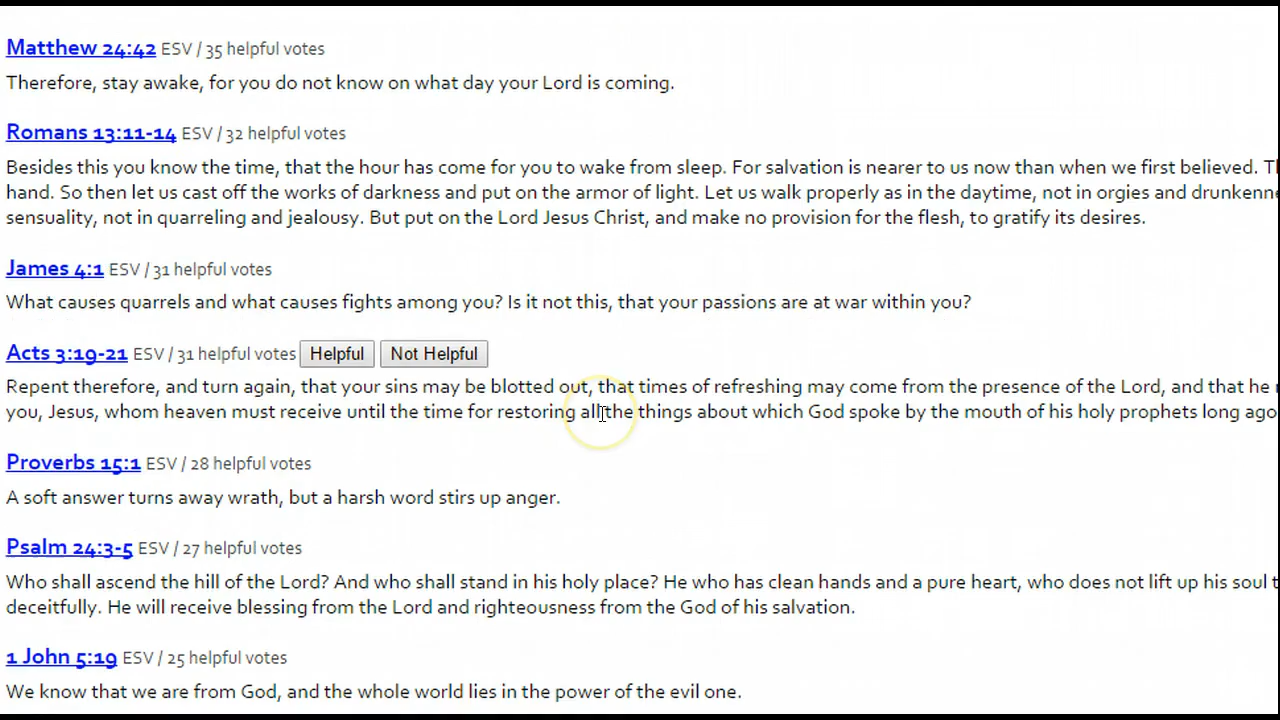 Matthew 24:42 ESV / 35 helpful votes
Therefore, stay awake, for you do not know on what day your Lord is coming.
Romans 13:11-14 ESV / 32 helpful votes
Besides this you know the time, that the hour has come for you to wake from sleep. For salvation is nearer to us now than when we first believed.
hand. So then let us cast off the works of darkness and put on the armor of light. Let us walk properly as in the daytime, not in orgies and
sensuality, not in quarreling and jealousy. But put on the Lord Jesus Christ, and make no provision for the flesh, to gratify its desires.
James 4:1 ESV / 31 helpful votes
What causes quarrels and what causes fights among you? Is it not this, that your passions are at war within you?
Acts 3:19-21 ESV / 31 helpful votes Helpful Not Helpful
Repent therefore, and turn again, that your sins may be blotted out, that times of refreshing may come from the presence of the Lord, and that he
you, Jesus, whom heaven must receive until the time for restoring all the things about which God spoke by the mouth of his holy prophets long ago
Proverbs 15:1 ESV / 28 helpful votes
A soft answer turns away wrath, but a harsh word stirs up anger.
Psalm 24:3-5 ESV / 27 helpful votes
Who shall ascend the hill of the Lord? And who shall stand in his holy place? He who has clean hands and a pure heart, who does not lift up his soul
deceitfully. He will receive blessing from the Lord and righteousness from the God of his salvation.
1 John 5:19 ESV / 25 helpful votes
We know that we are from God, and the whole world lies in the power of the evil one.